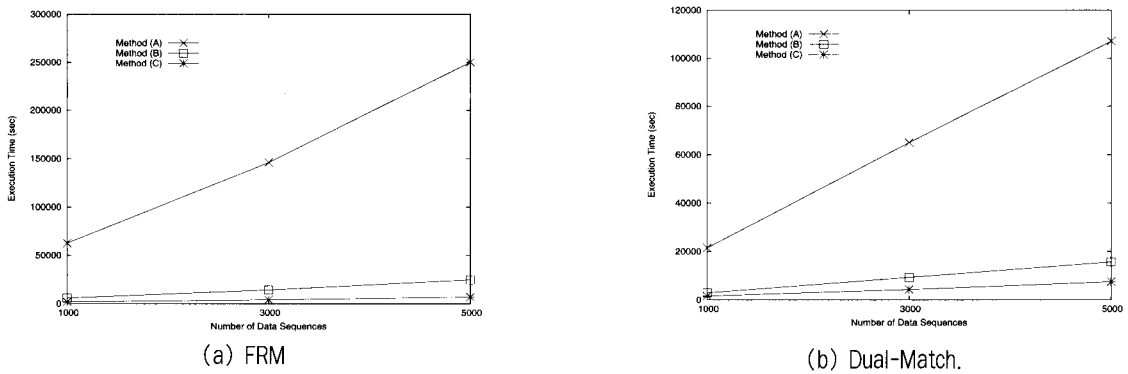 300000
250000
200000
150000
100000
50000
0
Execution Time (sec)
Method (A)
Method (B)
Method (C)
1000
3000
5000
Number of Data Sequences
(a) FRM
120000
100000
80000
60000
40000
20000
0
Execution Time (sec)
Method (A)
Method (B)
Method (C)
1000
3000
5000
Number of Data Sequences
(b) Dual-Match.